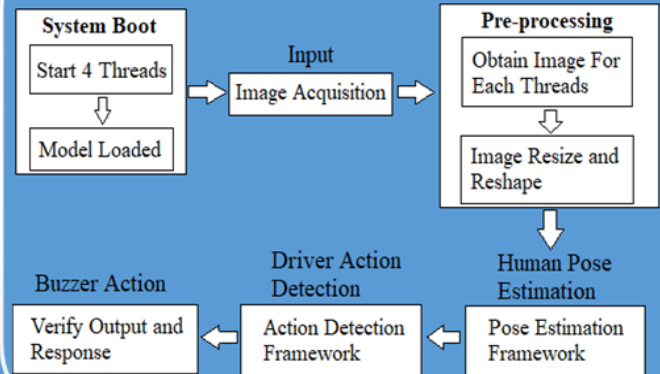 System Boot
Start 4 Threads
Model Loaded
Input
Image Acquisition
Pre-processing
Obtain Image For
Each Threads
Image Resize and
Reshape
Human Pose
Estimation
Pose Estimation
Framework
Driver Action
Detection
Action Detection
Framework
Buzzer Action
Verify Output and
Response